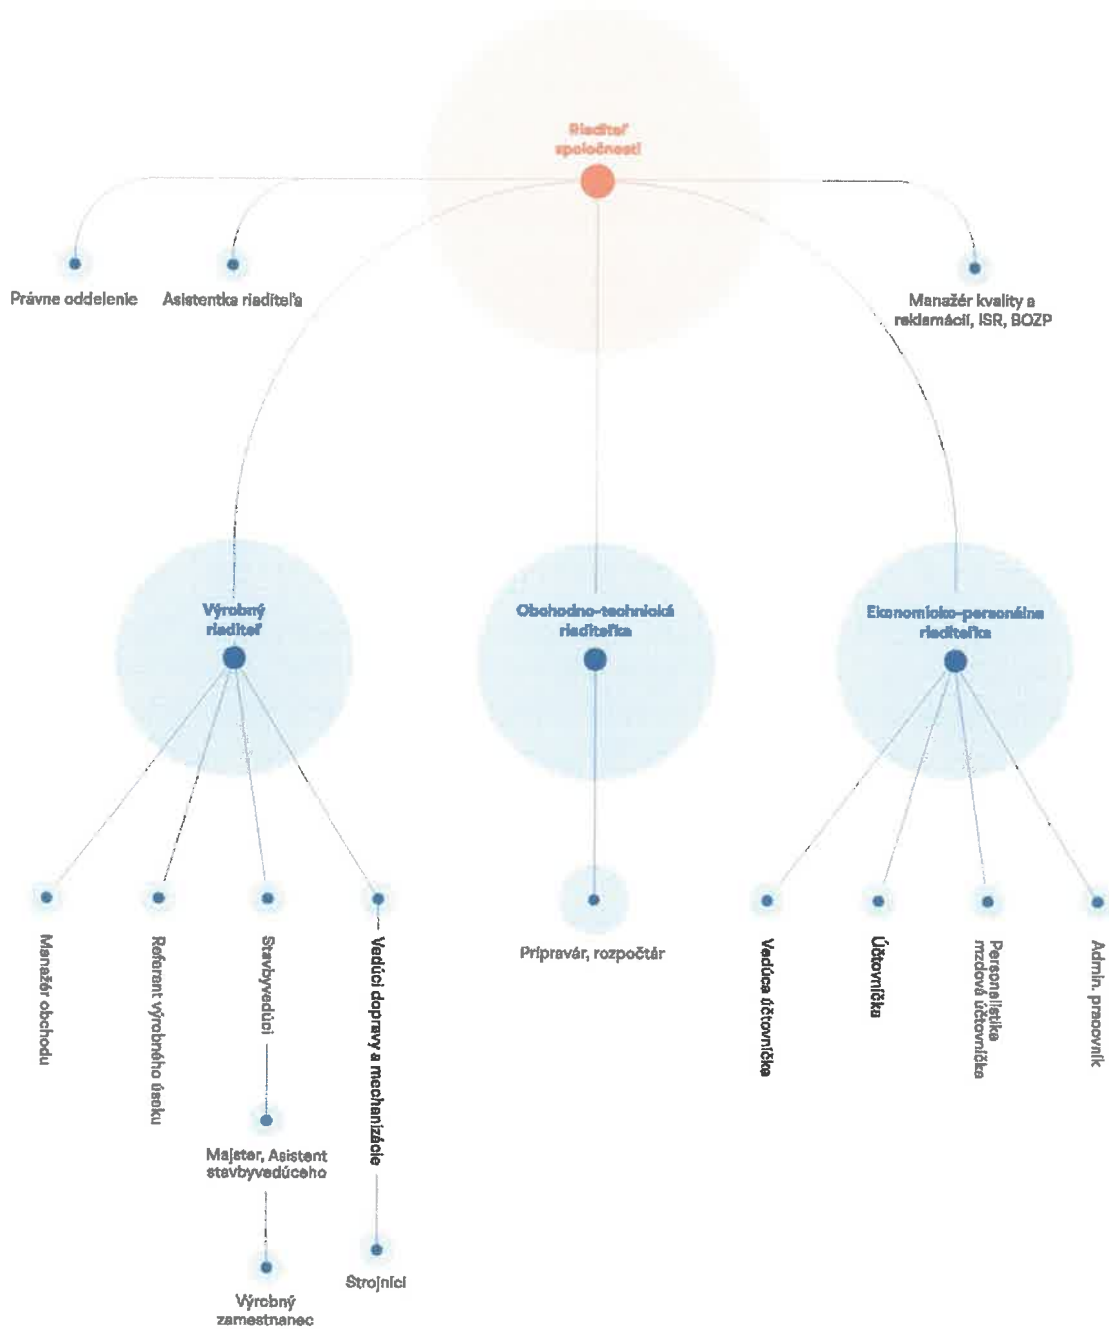 Riaditeľ
spoločnosti
Právne oddelenie
Asistentka riaditeľa
Manažér kvality a
reklamácií, ISR, BOZP
Výrobný
riaditeľ
Obchodno-technická
riaditeľka
Ekonomicko-personálna
riaditeľka
Manažér obchodu
Referent výrobného úseku
Stavbyvedúci
Vedúci dopravy a mechanizácie
Prípravár, rozpočtár
Vedúca účtovníčka
Účtovníčka
Personalistika
mzdová účtovníčka
Admin. pracovník
Majster, Asistent
stavbyvedúceho
Strojníci
Výrobný
zamestnanec